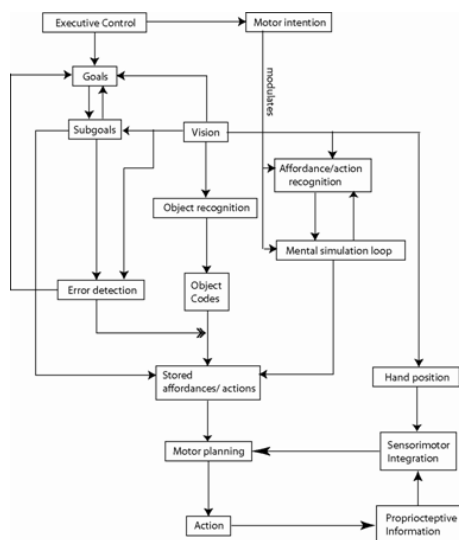 Executive Control
Motor intention
Goals
modulates
Subgoals
Vision
Affordance/action
recognition
Object recognition
Mental simulation loop
Error detection
Object
Codes
Stored
affordances/ actions
Hand position
Motor planning
Sensorimotor
Integration
Action
Propriocteptive
Information